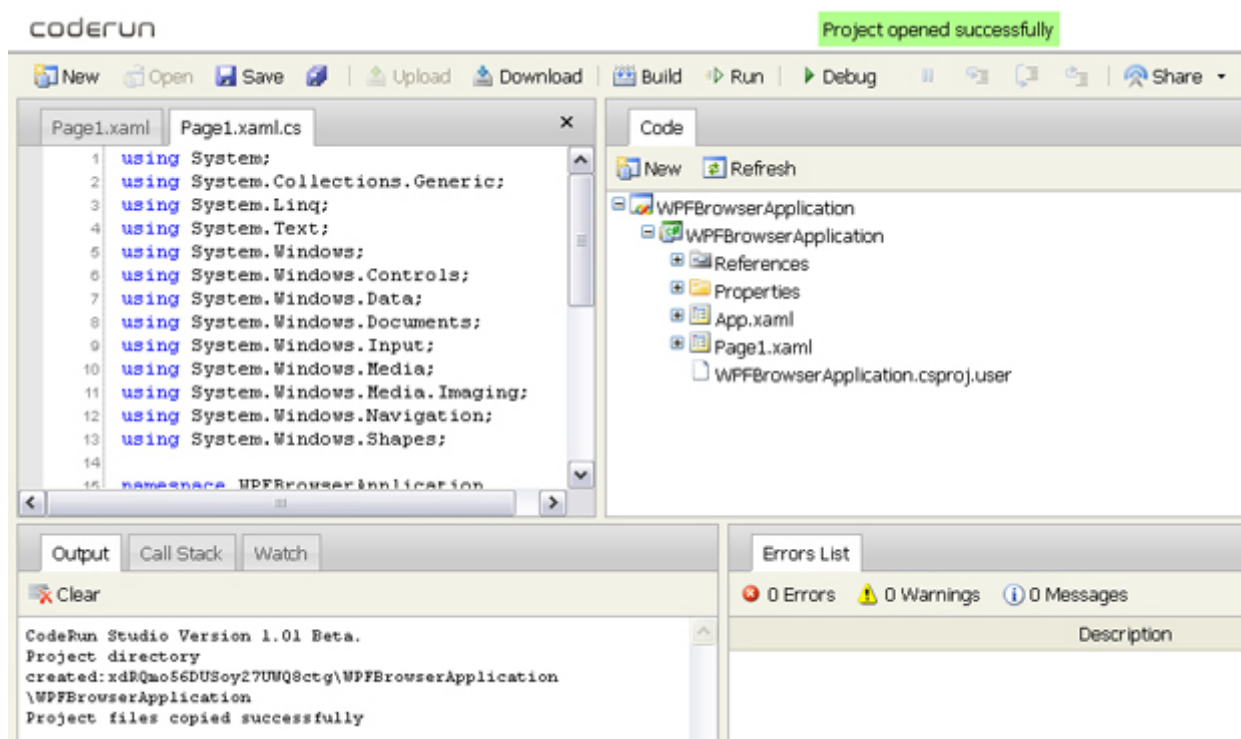 coderun
Project opened successfully
New Open Save Upload Download Build Run Debug Share
Page1.xaml Page1.xaml.cs
1 using System;
2 using System.Collections.Generic;
3 using System.Linq;
4 using System.Text;
5 using System.Windows;
6 using System.Windows.Controls;
7 using System.Windows.Data;
8 using System.Windows.Documents;
9 using System.Windows.Input;
10 using System.Windows.Media;
11 using System.Windows.Media.Imaging;
12 using System.Windows.Navigation;
13 using System.Windows.Shapes;
14
15 namespace WPFBrowserApplication
Code
New Refresh
WPFBrowserApplication
WPFBrowserApplication
References
Properties
App.xaml
Page1.xaml
WPFBrowserApplication.csproj.user
Output Call Stack Watch
Clear
CodeRun Studio Version 1.01 Beta.
Project directory
created:xdRQmo56DUSoy27UWQ8ctg\WPFBrowserApplication
\WPFBrowserApplication
Project files copied successfully
Errors List
0 Errors 0 Warnings 0 Messages
Description